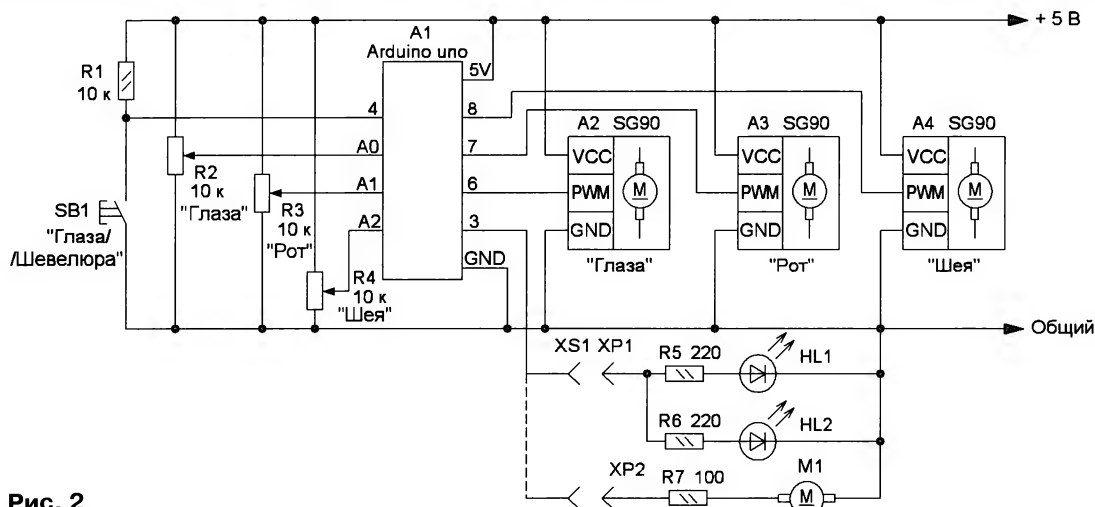 + 5 В
A1
Arduino uno
5V
R1
10 к
4
8
A0
7
A1
6
A2
3
GND
R2
10 к
"Глаза"
R3
10 к
"Рот"
R4
10 к
"Шея"
SB1
"Глаза/
/Шевелюра"
A2 SG90
VCC
PWM
GND
M
"Глаза"
A3 SG90
VCC
PWM
GND
M
"Рот"
A4 SG90
VCC
PWM
GND
M
"Шея"
Общий
XS1 XP1
R5 220
HL1
R6 220
HL2
XP2
R7 100
M1
M
Рис. 2